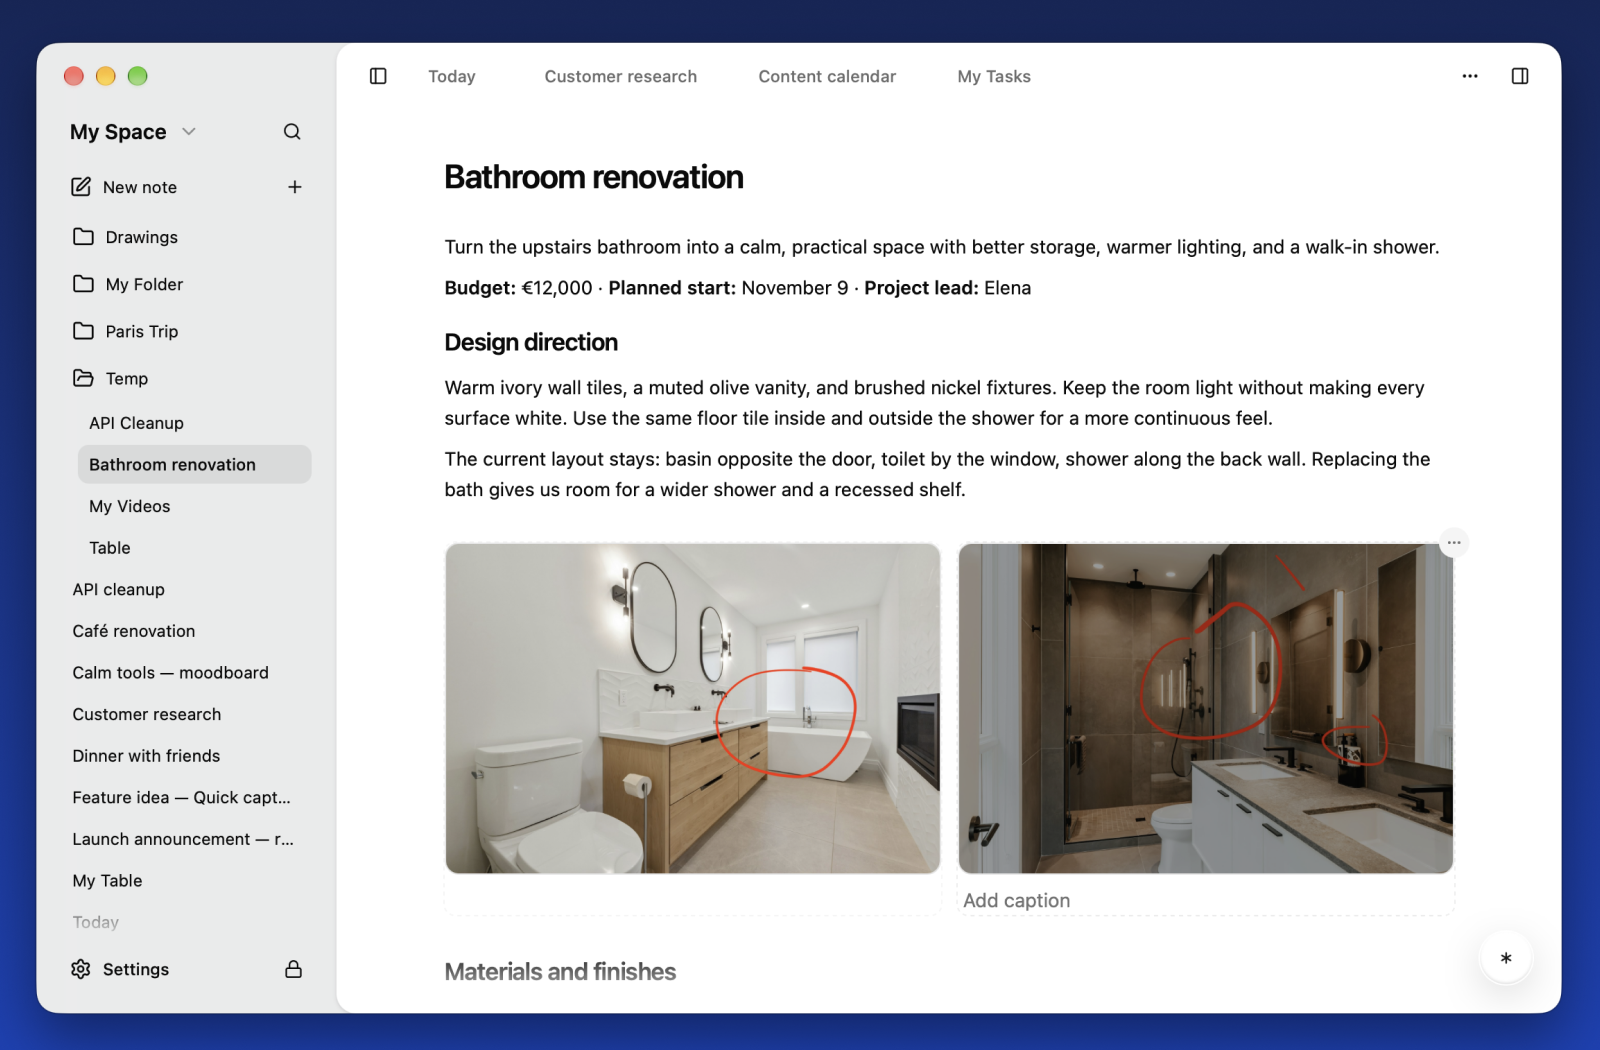 Today
Customer research
Content calendar
My Tasks
My Space
New note
Drawings
My Folder
Paris Trip
Temp
API Cleanup
Bathroom renovation
My Videos
Table
API cleanup
Café renovation
Calm tools — moodboard
Customer research
Dinner with friends
Feature idea — Quick capt...
Launch announcement — r...
My Table
Today
Settings
Bathroom renovation
Turn the upstairs bathroom into a calm, practical space with better storage, warmer lighting, and a walk-in shower.
Budget: €12,000 · Planned start: November 9 · Project lead: Elena
Design direction
Warm ivory wall tiles, a muted olive vanity, and brushed nickel fixtures. Keep the room light without making every
surface white. Use the same floor tile inside and outside the shower for a more continuous feel.
The current layout stays: basin opposite the door, toilet by the window, shower along the back wall. Replacing the
bath gives us room for a wider shower and a recessed shelf.
Add caption
Materials and finishes